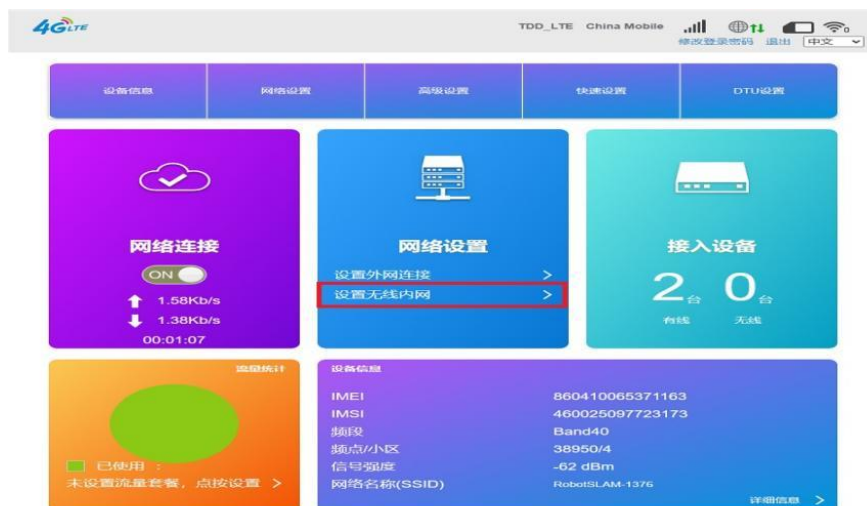 4G LTE
TDD_LTE China Mobile
修改登录密码 退出 中文
设备信息 网络设置 高级设置 快速设置 DTU设置
网络连接
ON
1.58Kb/s
1.38Kb/s
00:01:07
网络设置
设置外网连接 >
设置无线内网 >
接入设备
2台 0台
有线 无线
流量统计
已使用 :
未设置流量套餐，点按设置 >
设备信息
IMEI 860410065371163
IMSI 460025097723173
频段 Band40
频点//小区 38950/4
信号强度 -62 dBm
网络名称(SSID) RobotSLAM-1376
详细信息 >